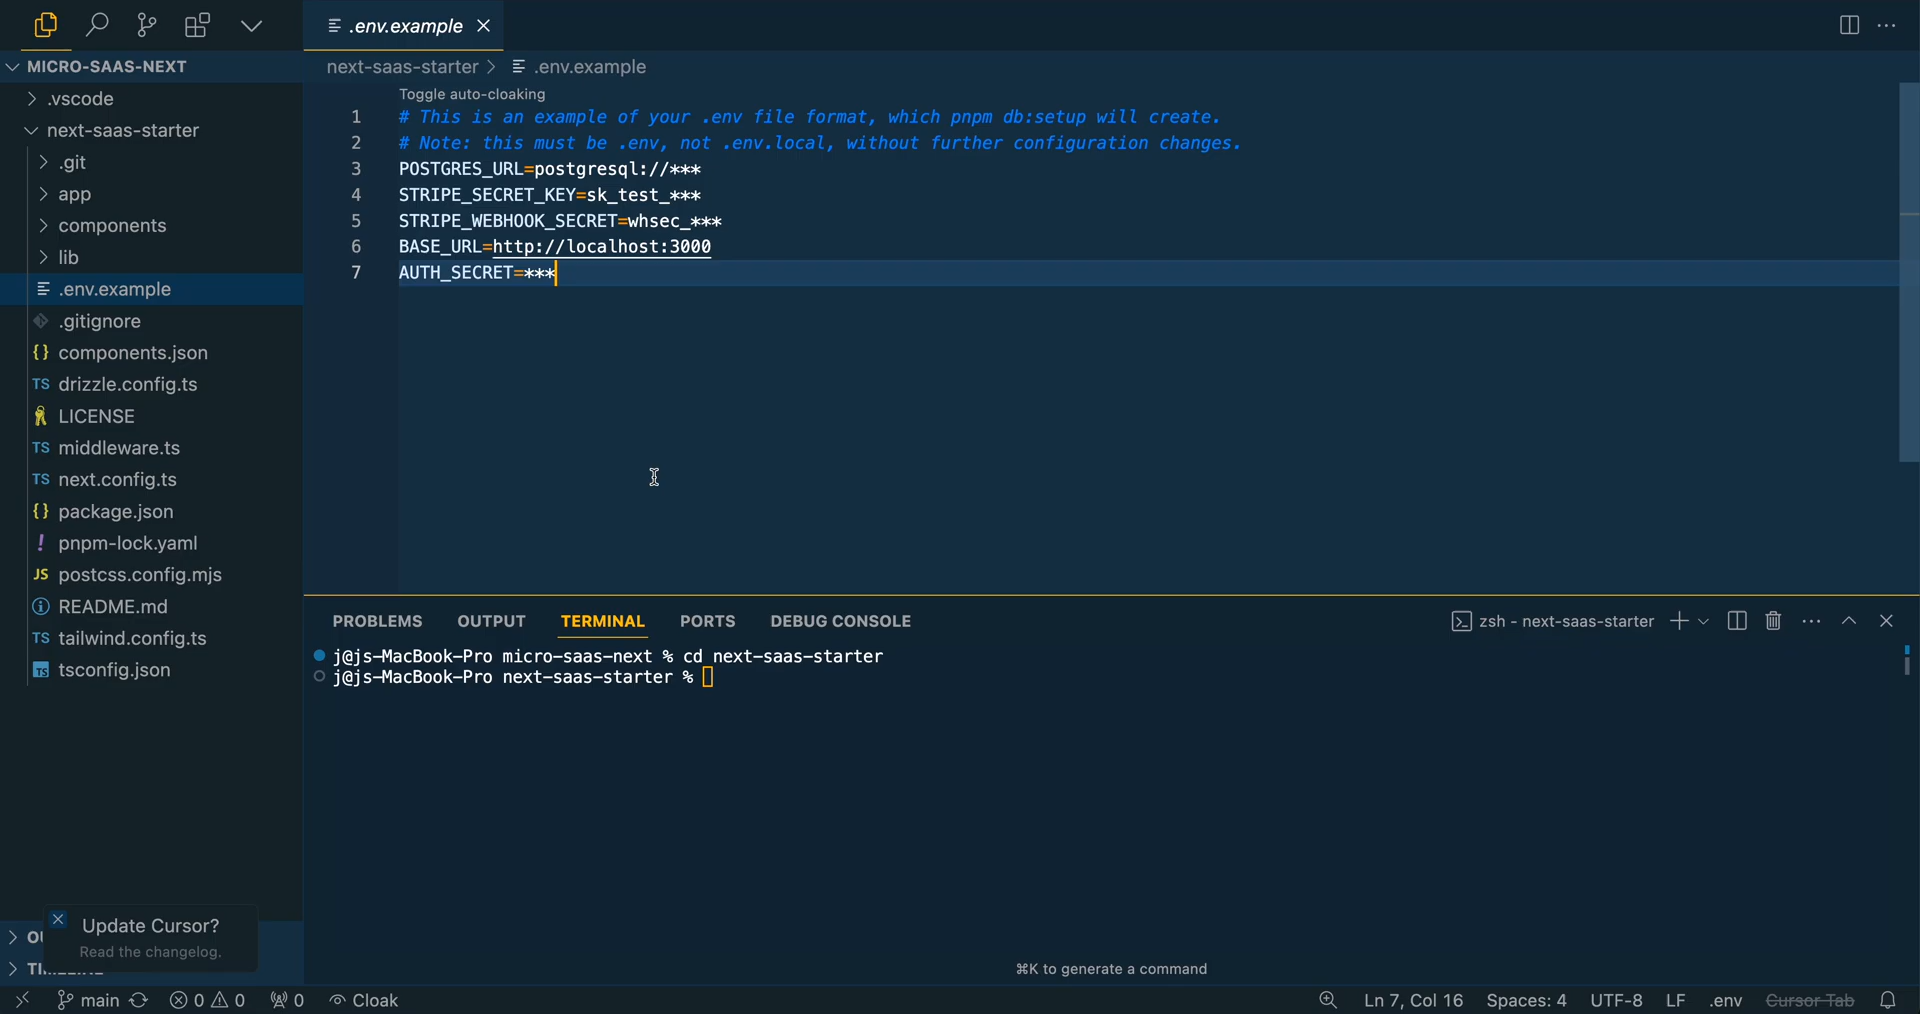 .env.example
MICRO-SAAS-NEXT
.vscode
next-saas-starter
.git
app
components
lib
.env.example
.gitignore
components.json
drizzle.config.ts
LICENSE
middleware.ts
next.config.ts
package.json
pnpm-lock.yaml
postcss.config.mjs
README.md
tailwind.config.ts
tsconfig.json
Update Cursor?
Read the changelog.
next-saas-starter > .env.example
Toggle auto-cloaking
1 # This is an example of your .env file format, which pnpm db:setup will create.
2 # Note: this must be .env, not .env.local, without further configuration changes.
3 POSTGRES_URL=postgresql://***
4 STRIPE_SECRET_KEY=sk_test_***
5 STRIPE_WEBHOOK_SECRET=whsec_***
6 BASE_URL=http://localhost:3000
7 AUTH_SECRET=***
PROBLEMS OUTPUT TERMINAL PORTS DEBUG CONSOLE zsh - next-saas-starter
j@js-MacBook-Pro micro-saas-next % cd next-saas-starter
j@js-MacBook-Pro next-saas-starter %
⌘K to generate a command
main 0 0 0 Cloak Ln 7, Col 16 Spaces: 4 UTF-8 LF .env Cursor Tab